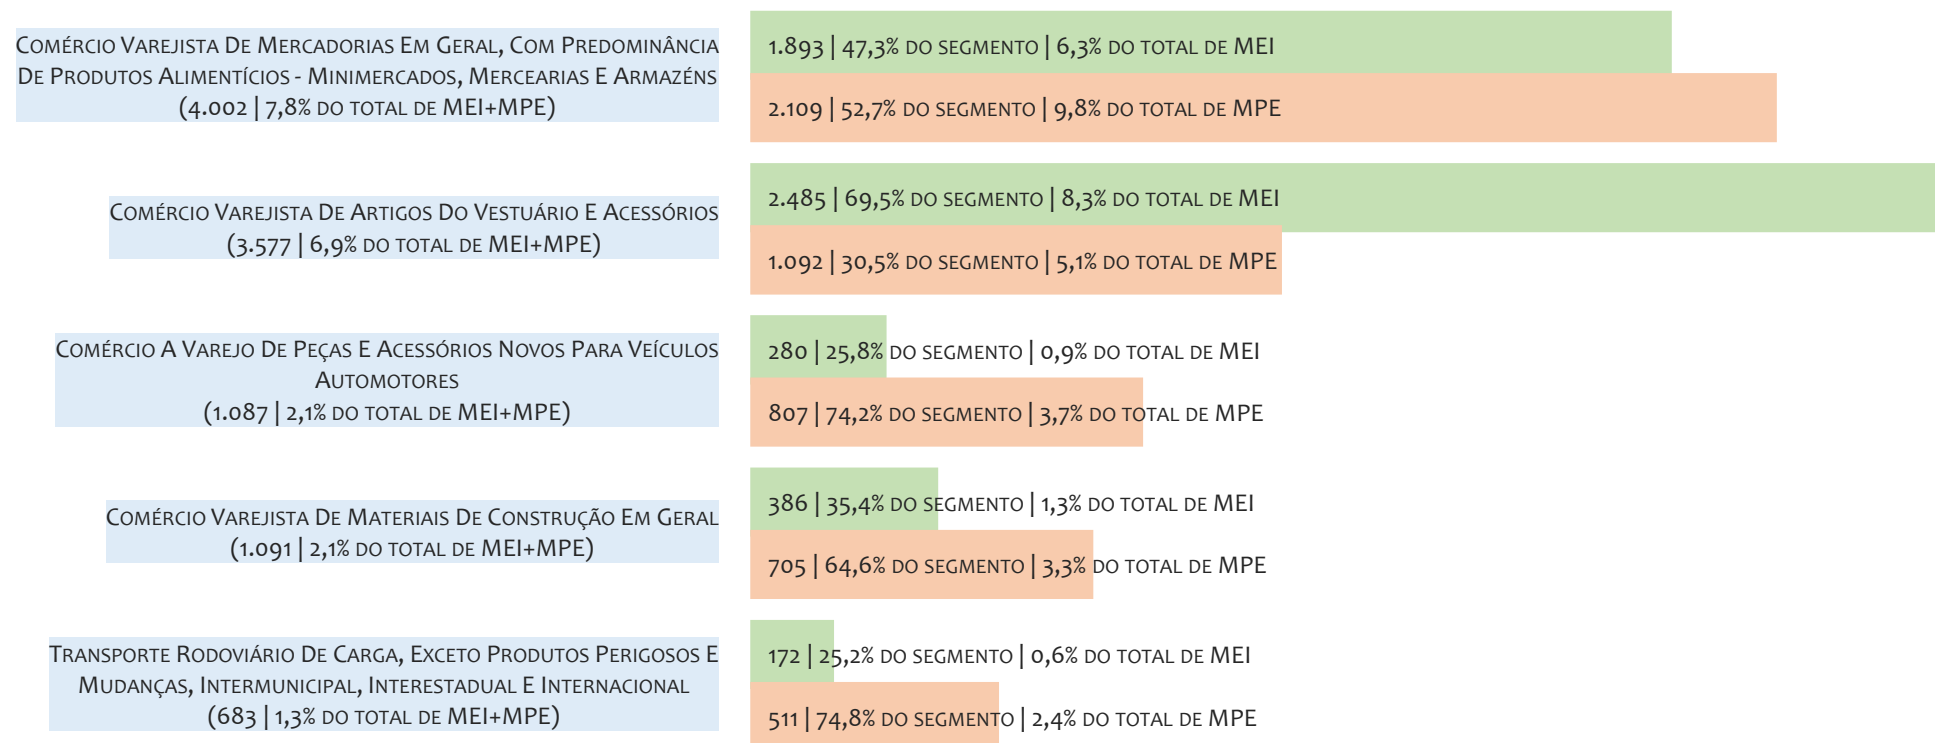 Comércio Varejista De Mercadorias Em Geral, Com Predominância
De Produtos Alimentícios - Minimercados, Mercearias E Armazéns
(4.002 | 7,8% do total de MEI+MPE)
1.893 | 47,3% do segmento | 6,3% do total de MEI
2.109 | 52,7% do segmento | 9,8% do total de MPE
Comércio Varejista De Artigos Do Vestuário E Acessórios
(3.577 | 6,9% do total de MEI+MPE)
2.485 | 69,5% do segmento | 8,3% do total de MEI
1.092 | 30,5% do segmento | 5,1% do total de MPE
Comércio A Varejo De Peças E Acessórios Novos Para Veículos
Automotores
(1.087 | 2,1% do total de MEI+MPE)
280 | 25,8% do segmento | 0,9% do total de MEI
807 | 74,2% do segmento | 3,7% do total de MPE
Comércio Varejista De Materiais De Construção Em Geral
(1.091 | 2,1% do total de MEI+MPE)
386 | 35,4% do segmento | 1,3% do total de MEI
705 | 64,6% do segmento | 3,3% do total de MPE
Transporte Rodoviário De Carga, Exceto Produtos Perigosos E
Mudanças, Intermunicipal, Interestadual E Internacional
(683 | 1,3% do total de MEI+MPE)
172 | 25,2% do segmento | 0,6% do total de MEI
511 | 74,8% do segmento | 2,4% do total de MPE